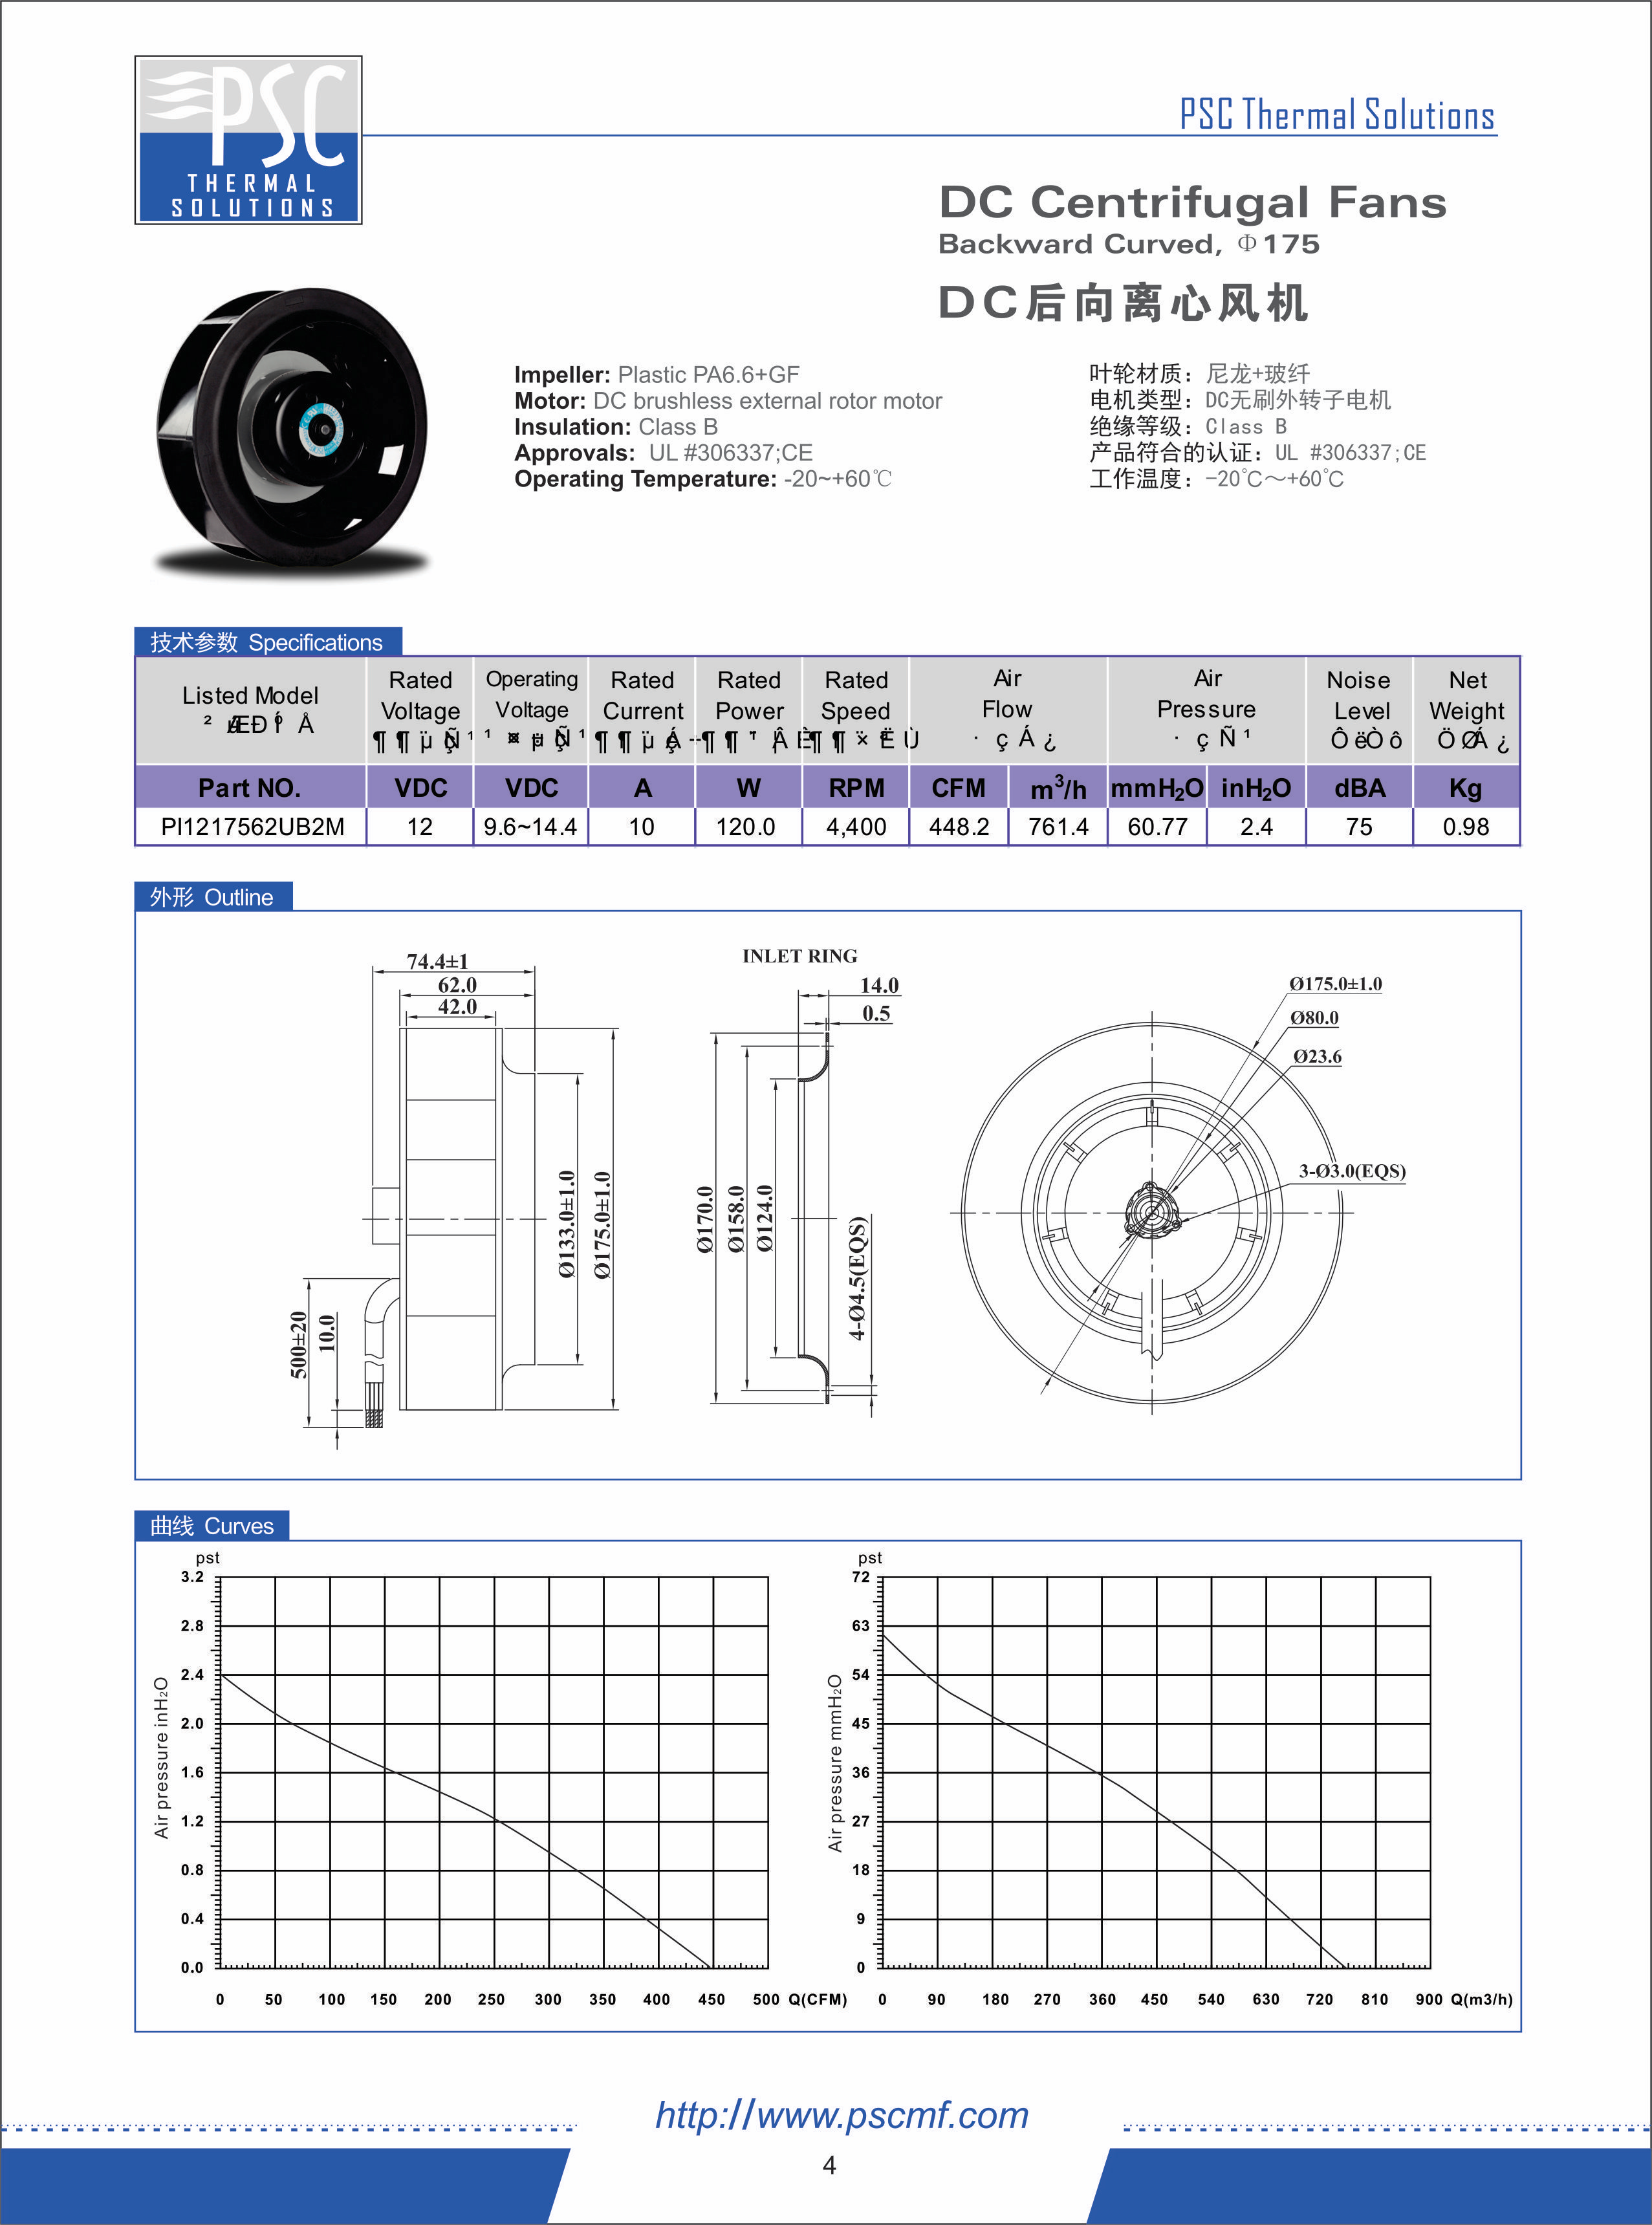 PSC
THERMAL
SOLUTIONS
PSC Thermal Solutions
DC Centrifugal Fans
Backward Curved, Φ175
DC后向离心风机
Impeller: Plastic PA6.6+GF
Motor: DC brushless external rotor motor
Insulation: Class B
Approvals: UL #306337;CE
Operating Temperature: -20~+60℃
叶轮材质：尼龙+玻纤
电机类型：DC无刷外转子电机
绝缘等级：Class B
产品符合的认证：UL #306337;CE
工作温度：-20℃～+60℃
技术参数 Specifications
Listed Model
Rated Voltage
Operating Voltage
Rated Current
Rated Power
Rated Speed
Air Flow
Air Pressure
Noise Level
Net Weight
Part NO. VDC VDC A W RPM CFM m³/h mmH₂O inH₂O dBA Kg
PI1217562UB2M 12 9.6~14.4 10 120.0 4,400 448.2 761.4 60.77 2.4 75 0.98
外形 Outline
74.4±1
62.0
42.0
Ø133.0±1.0
Ø175.0±1.0
500±20
10.0
INLET RING
14.0
0.5
Ø170.0
Ø158.0
Ø124.0
4-Ø4.5(EQS)
Ø175.0±1.0
Ø80.0
Ø23.6
3-Ø3.0(EQS)
曲线 Curves
pst
3.2
2.8
2.4
2.0
1.6
1.2
0.8
0.4
0.0
Air pressure inH₂O
0 50 100 150 200 250 300 350 400 450 500 Q(CFM)
pst
72
63
54
45
36
27
18
9
0
Air pressure mmH₂O
0 90 180 270 360 450 540 630 720 810 900 Q(m3/h)
http://www.pscmf.com
4